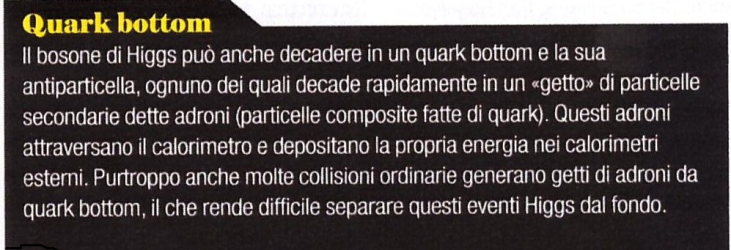 Quark bottom
Il bosone di Higgs può anche decadere in un quark bottom e la sua
antiparticella, ognuno dei quali decade rapidamente in un «getto» di particelle
secondarie dette adroni (particelle composite fatte di quark). Questi adroni
attraversano il calorimetro e depositano la propria energia nei calorimetri
esterni. Purtroppo anche molte collisioni ordinarie generano getti di adroni da
quark bottom, il che rende difficile separare questi eventi Higgs dal fondo.